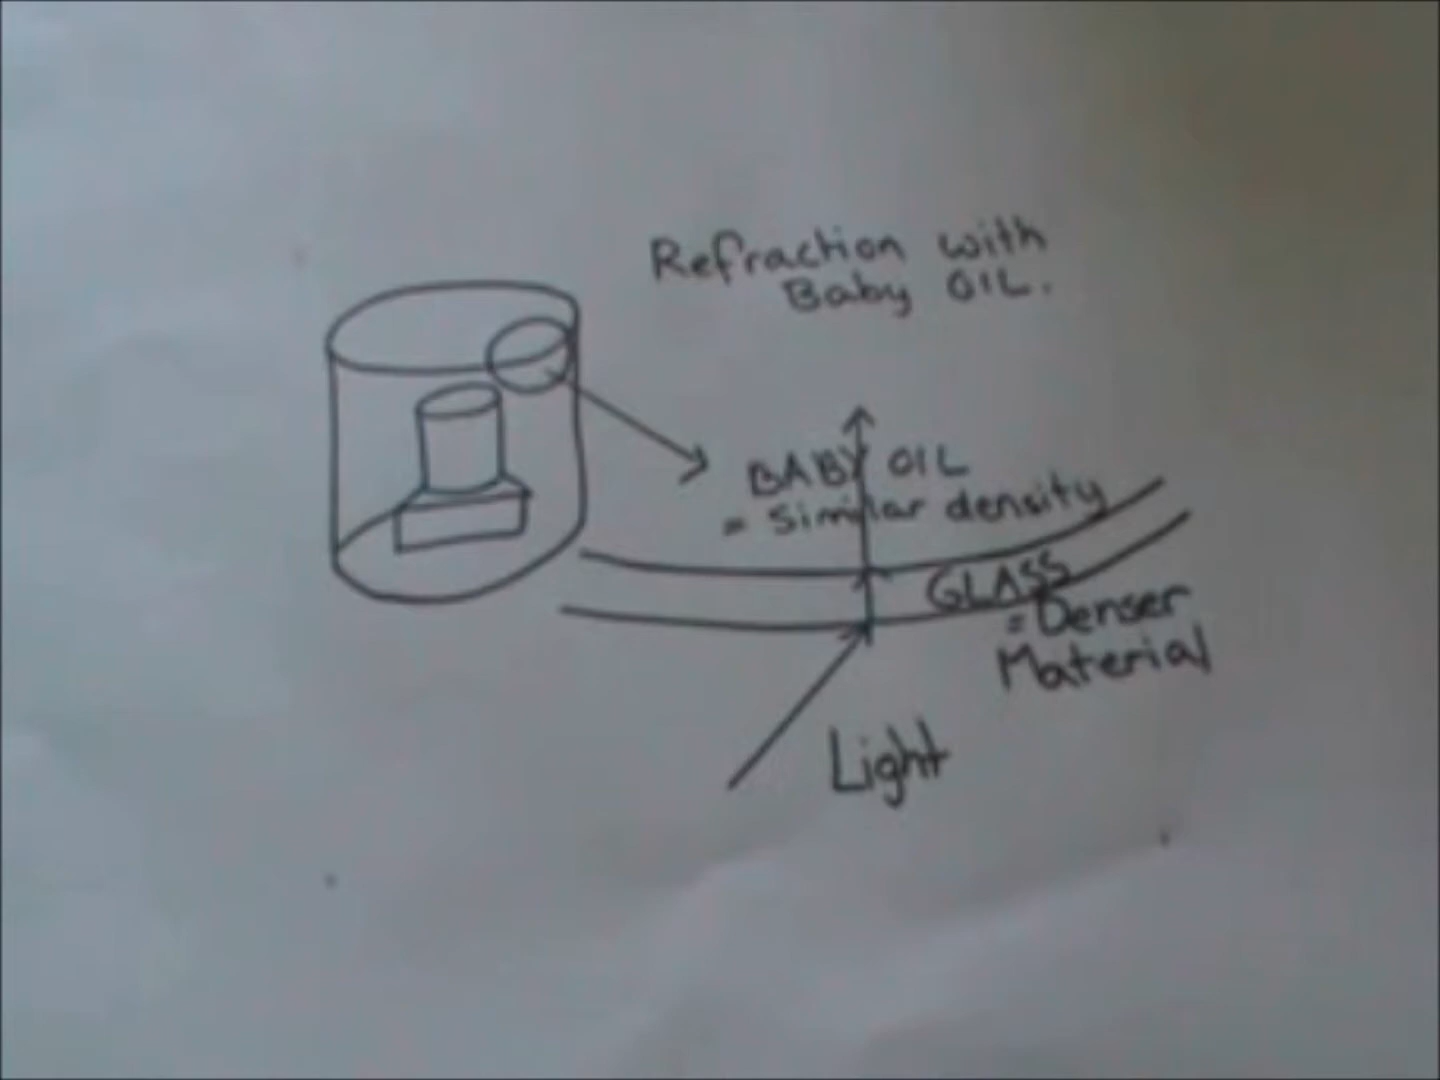 Refraction with
Baby OIL.
BABY OIL
= Similar density
GLASS
= Denser
Material
Light